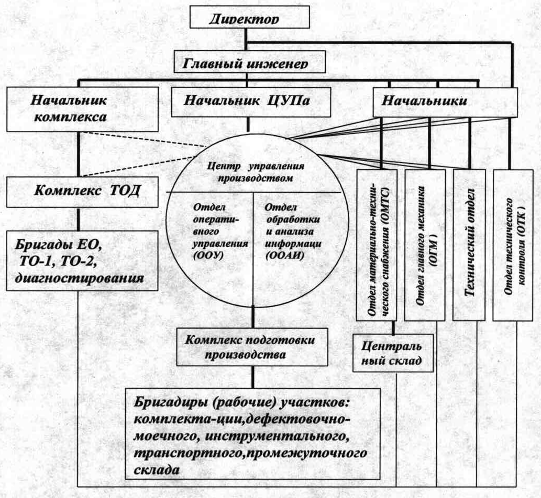 Директор
Главный инженер
Начальник
комплекса
Начальник ЦУПа
Начальники
Центр управления
производством
Комплекс ТОД
Отдел
операти-
вного
управления
(ООУ)
Отдел
обработки
и анализа
информаци
(ООАИ)
Отдел материально-техни-
ческого снабжения (ОМТС)
Отдел главного механика
(ОГМ)
Технический отдел
Отдел технического
контроля (ОТК)
Бригады ЕО,
ТО-1, ТО-2,
диагностирования
Комплекс подготовки
производства
Централь
ный склад
Бригадиры (рабочие) участков:
комплекта-ции,дефектовочно-
моечного, инструментального,
транспортного,промежуточного
склада